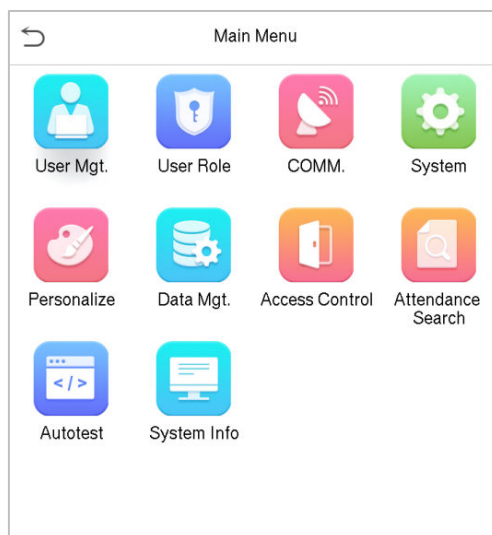 Main Menu
User Mgt.
User Role
COMM.
System
Personalize
Data Mgt.
Access Control
Attendance
Search
</>
Autotest
System Info